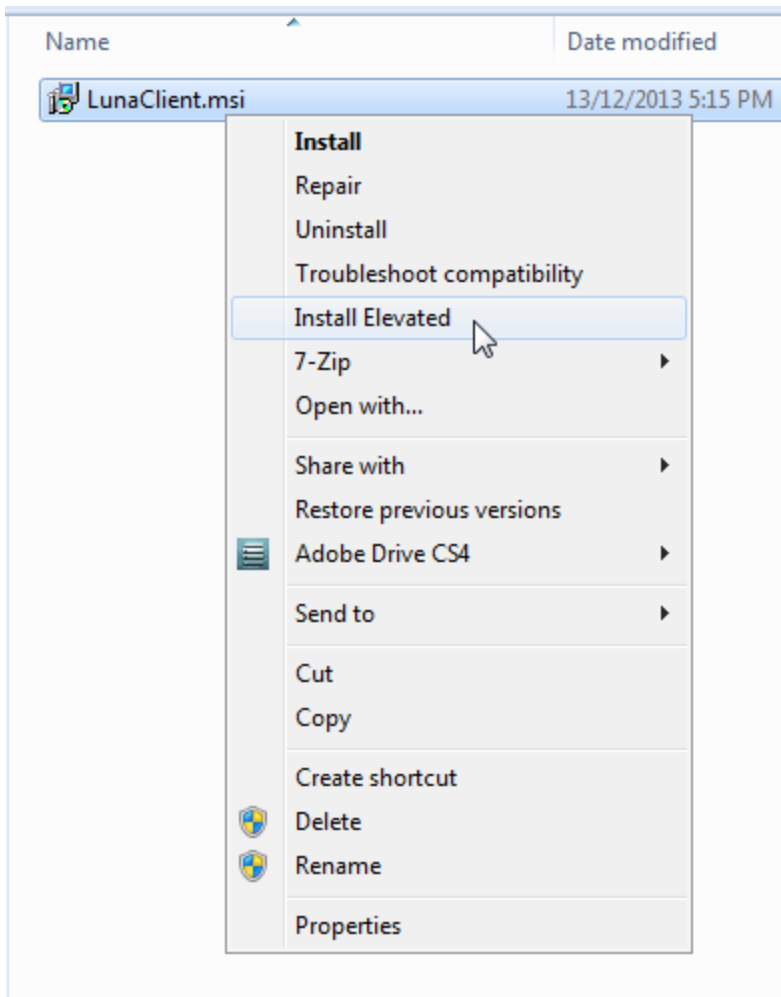 Name Date modified
LunaClient.msi 13/12/2013 5:15 PM
Install
Repair
Uninstall
Troubleshoot compatibility
Install Elevated
7-Zip
Open with...
Share with
Restore previous versions
Adobe Drive CS4
Send to
Cut
Copy
Create shortcut
Delete
Rename
Properties